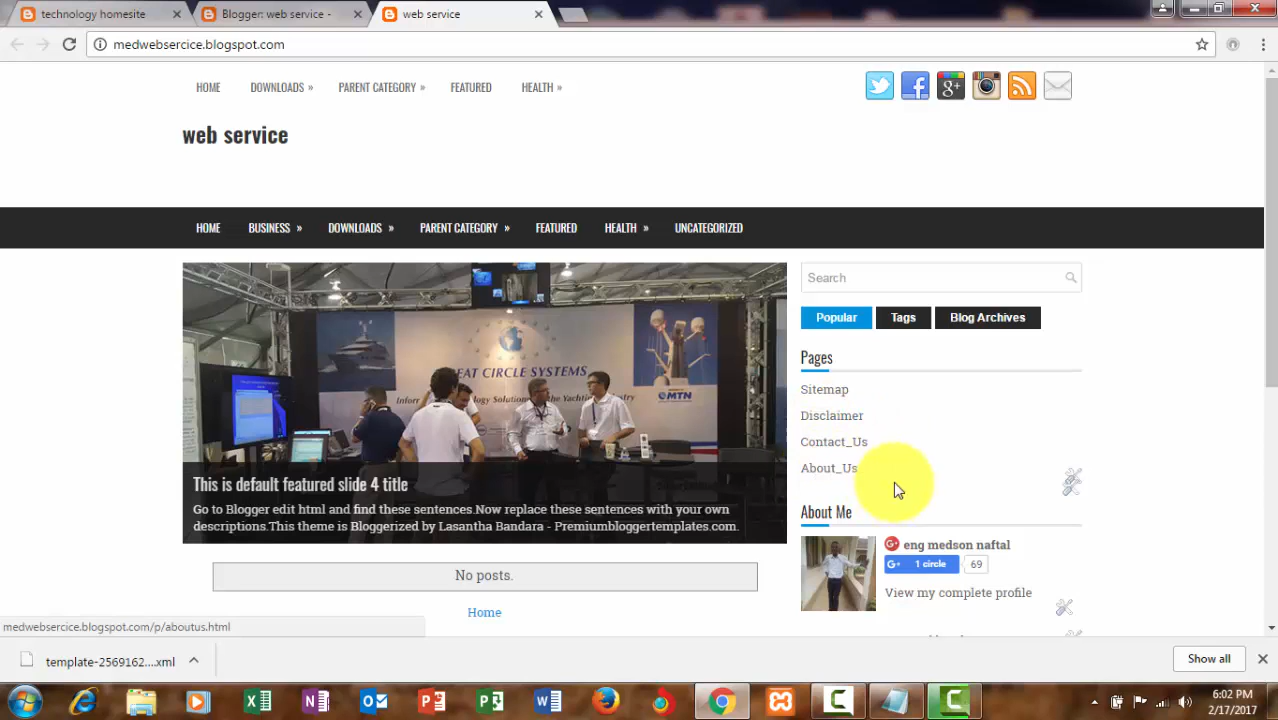 technology homesite
Blogger: web service -
web service
medwebsercice.blogspot.com
HOME DOWNLOADS » PARENT CATEGORY » FEATURED HEALTH »
web service
HOME BUSINESS » DOWNLOADS » PARENT CATEGORY » FEATURED HEALTH » UNCATEGORIZED
Search
Popular Tags Blog Archives
Pages
Sitemap
Disclaimer
Contact_Us
About_Us
EAT CIRCLE SYSTEMS
MTN
This is default featured slide 4 title
Go to Blogger edit html and find these sentences.Now replace these sentences with your own
descriptions.This theme is Bloggerized by Lasantha Bandara - Premiumbloggertemplates.com.
About Me
eng medson naftal
G+ 1 circle 69
View my complete profile
No posts.
Home
medwebsercice.blogspot.com/p/aboutus.html
template-2569162....xml
Show all
6:02 PM
2/17/2017